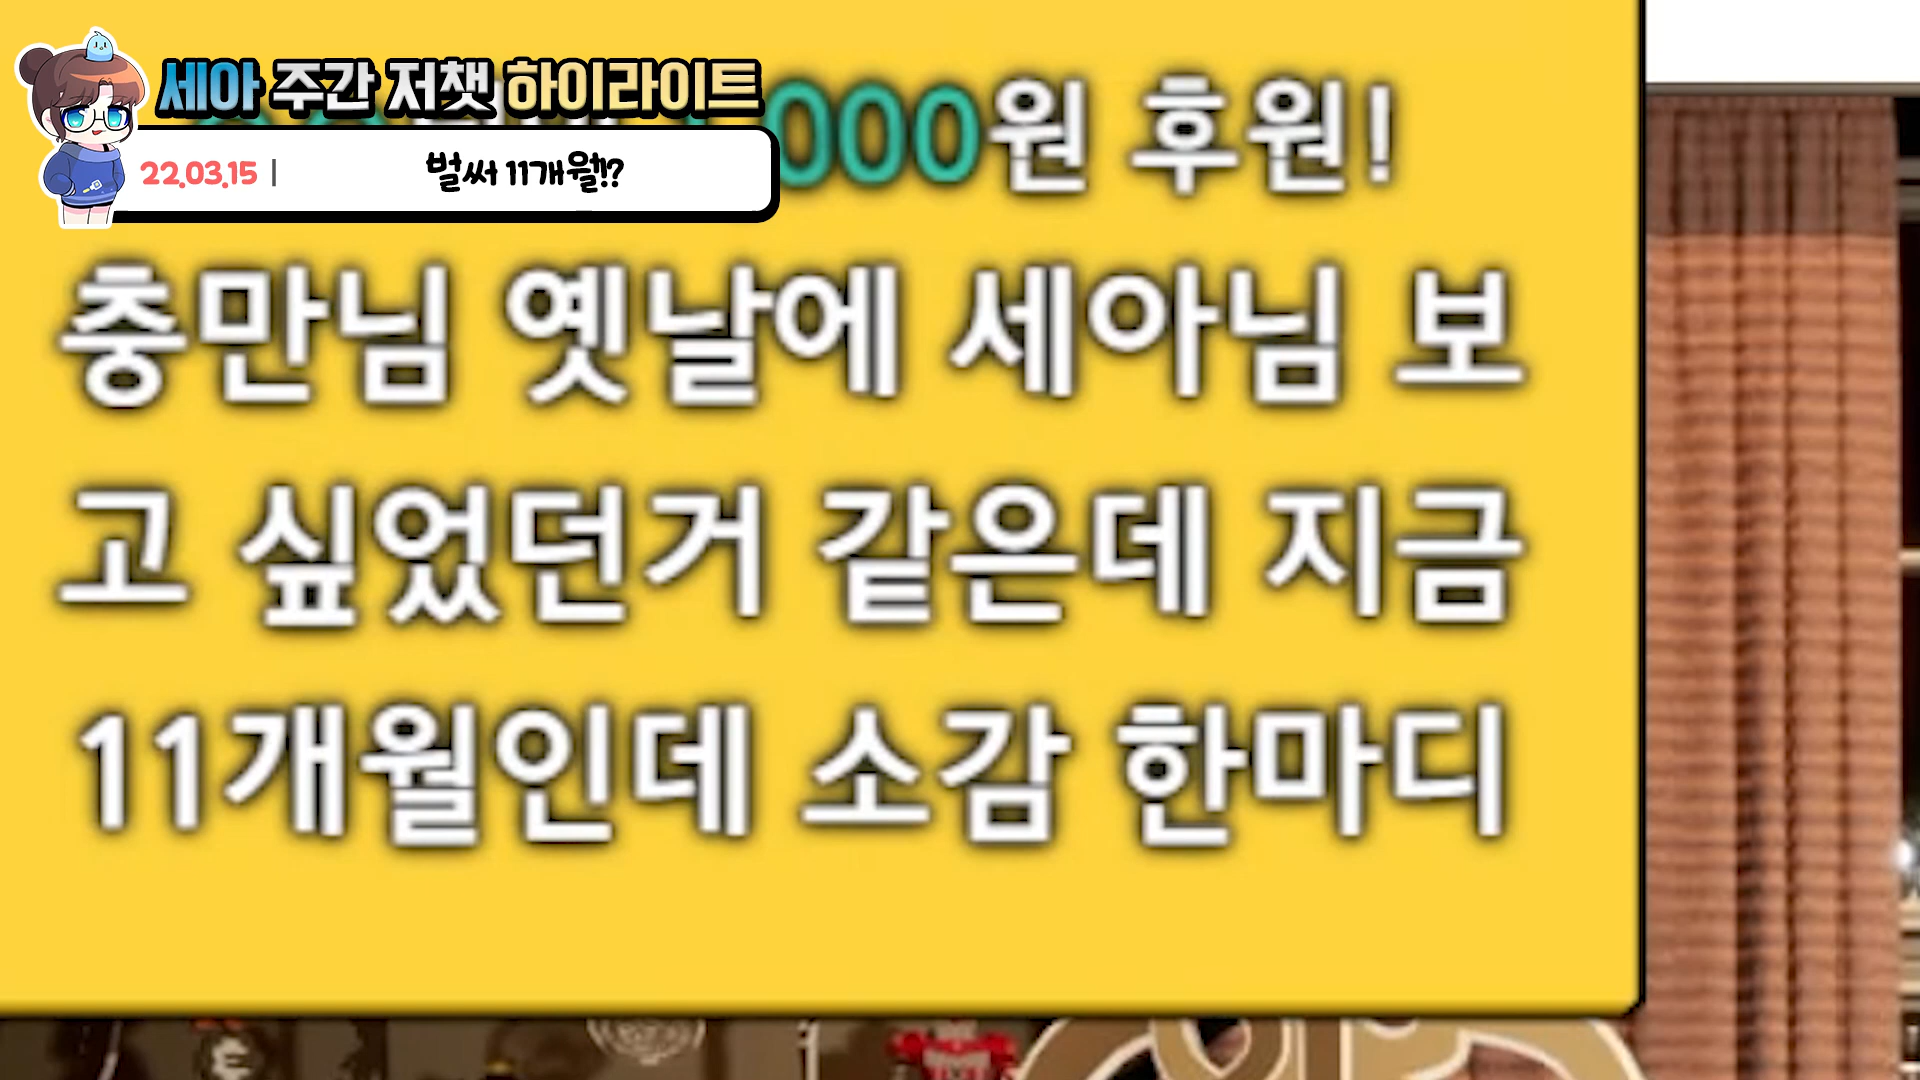 세아 주간 저챗 하이라이트
22.03.15 | 벌써 11개월!?
000원 후원!
충만님 옛날에 세아님 보
고 싶었던거 같은데 지금
11개월인데 소감 한마디